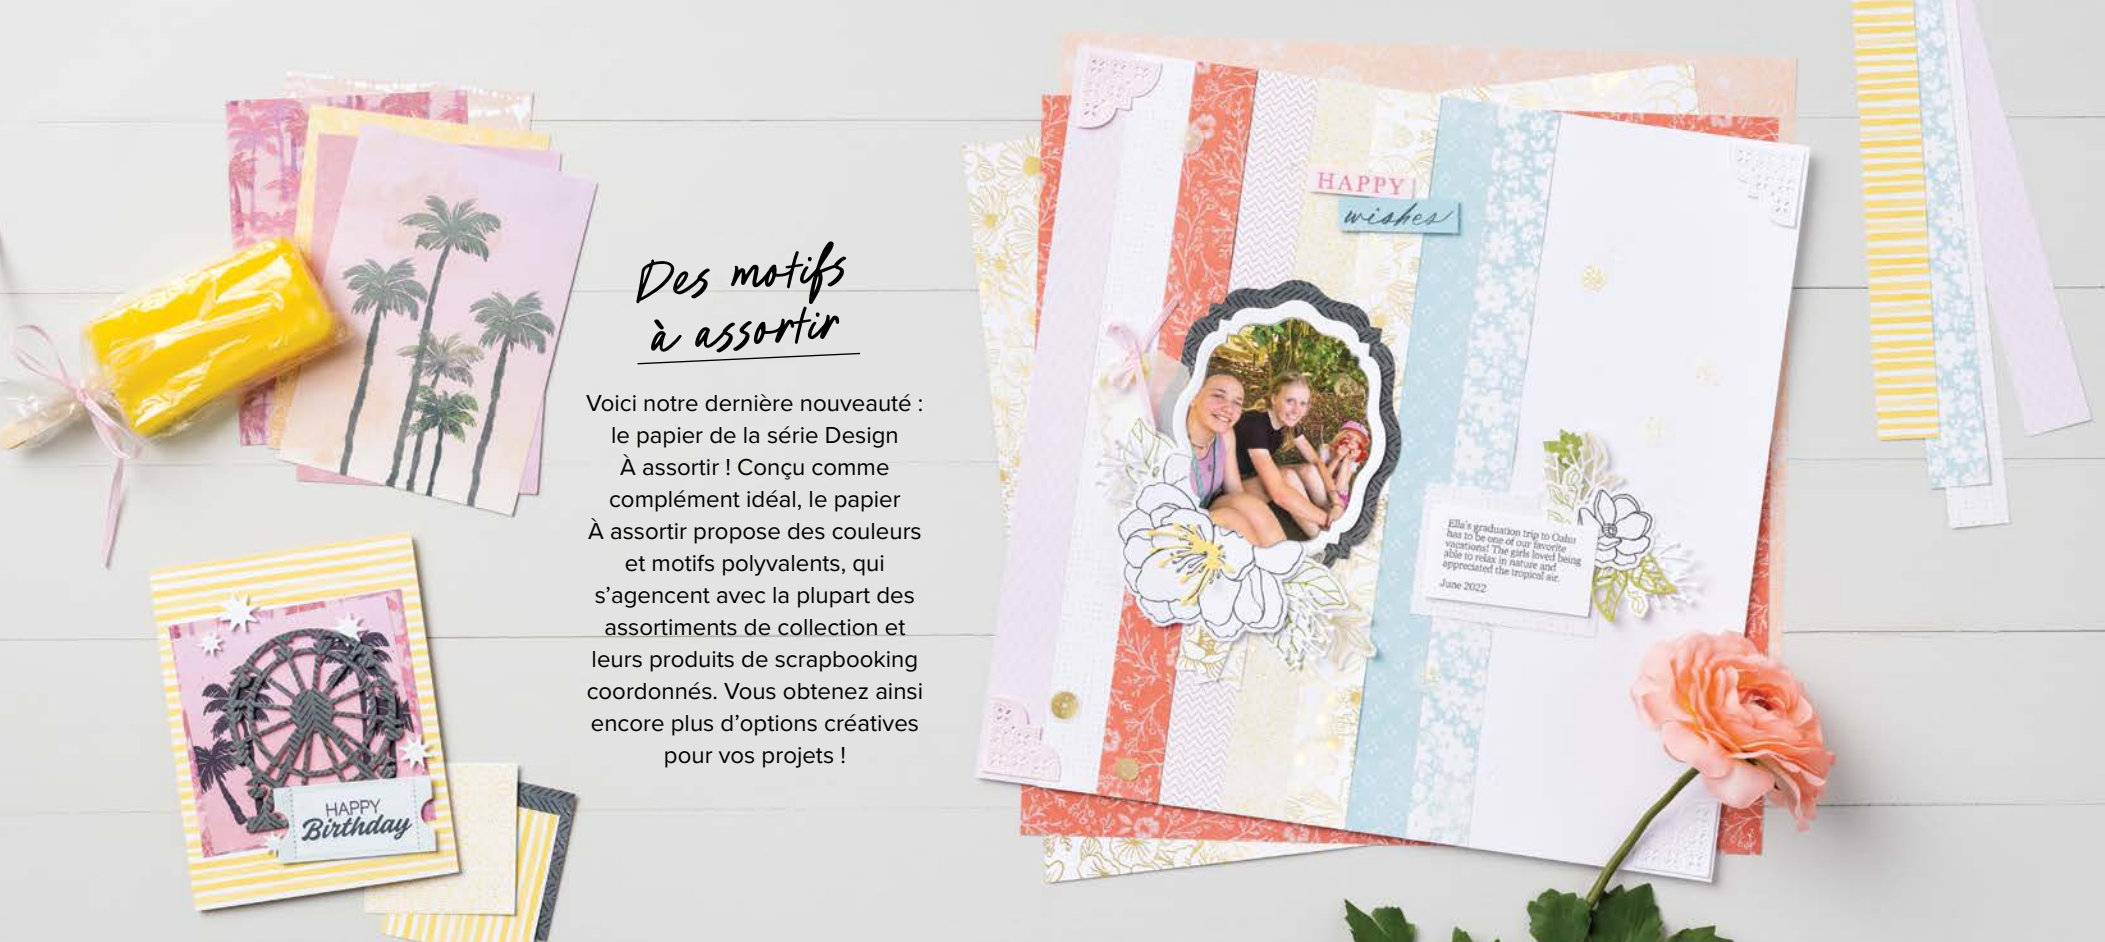 Des motifs
à assortir
Voici notre dernière nouveauté :
le papier de la série Design
À assortir ! Conçu comme
complément idéal, le papier
À assortir propose des couleurs
et motifs polyvalents, qui
s’agencent avec la plupart des
assortiments de collection et
leurs produits de scrapbooking
coordonnés. Vous obtenez ainsi
encore plus d’options créatives
pour vos projets !
HAPPY
Birthday
HAPPY
wishes
Ella's graduation trip to Oahu
has to be one of our favorite
vacations! The girls loved being
able to relax in nature and
appreciated the tropical air.
June 2022